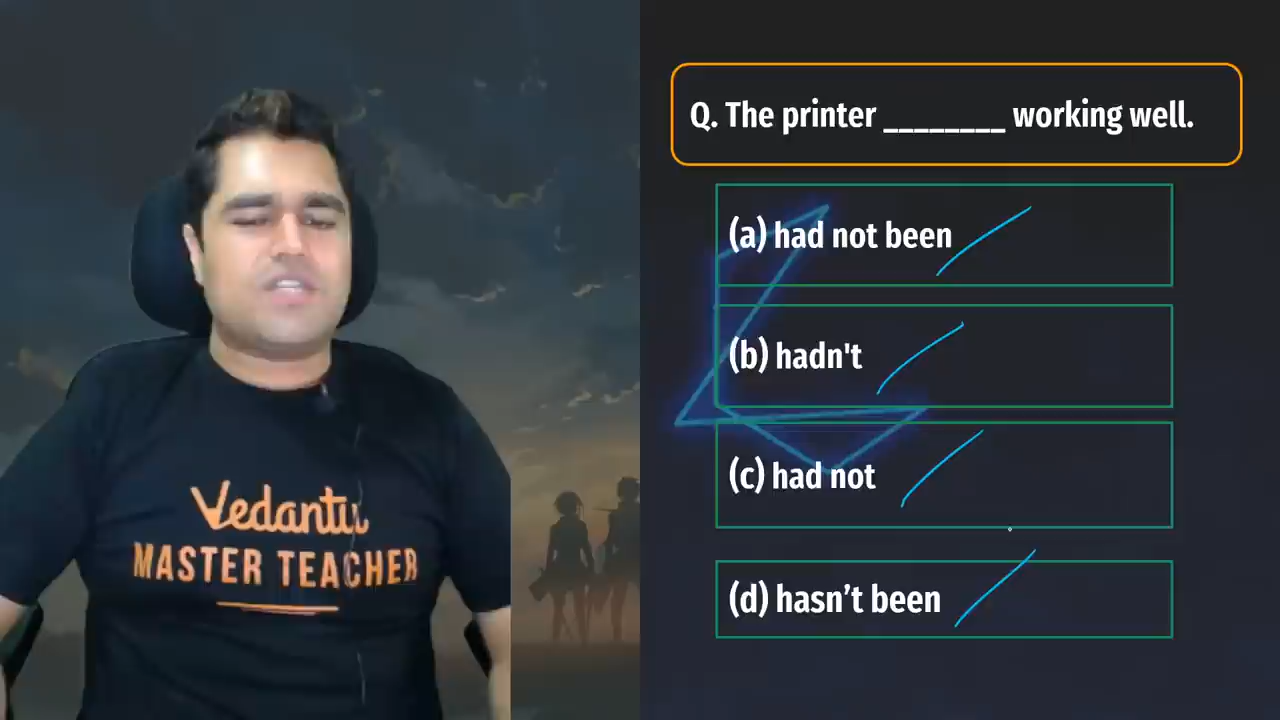 Vedantu
MASTER TEACHER
Q. The printer ________ working well.
(a) had not been
(b) hadn't
(c) had not
(d) hasn’t been